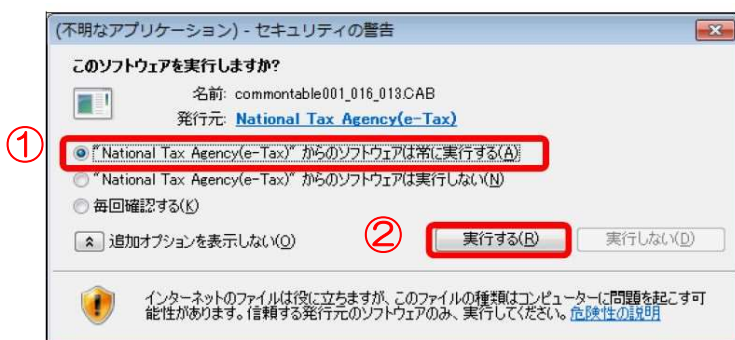 (不明なアプリケーション) - セキュリティの警告
このソフトウェアを実行しますか?
名前: commontable001_016_013.CAB
発行元: National Tax Agency(e-Tax)
①
"National Tax Agency(e-Tax)" からのソフトウェアは常に実行する(A)
"National Tax Agency(e-Tax)" からのソフトウェアは実行しない(N)
毎回確認する(K)
追加オプションを表示しない(O)
②
実行する(R)
実行しない(D)
インターネットのファイルは役に立ちますが、このファイルの種類はコンピューターに問題を起こす可
能性があります。信頼する発行元のソフトウェアのみ、実行してください。危険性の説明